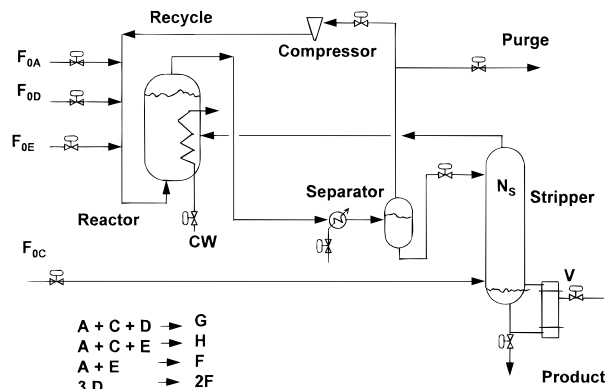 Recycle
Compressor
Purge
F0A
F0D
F0E
Separator
NS
Stripper
Reactor
CW
F0C
V
A + C + D → G
A + C + E → H
A + E → F
3 D → 2F
Product